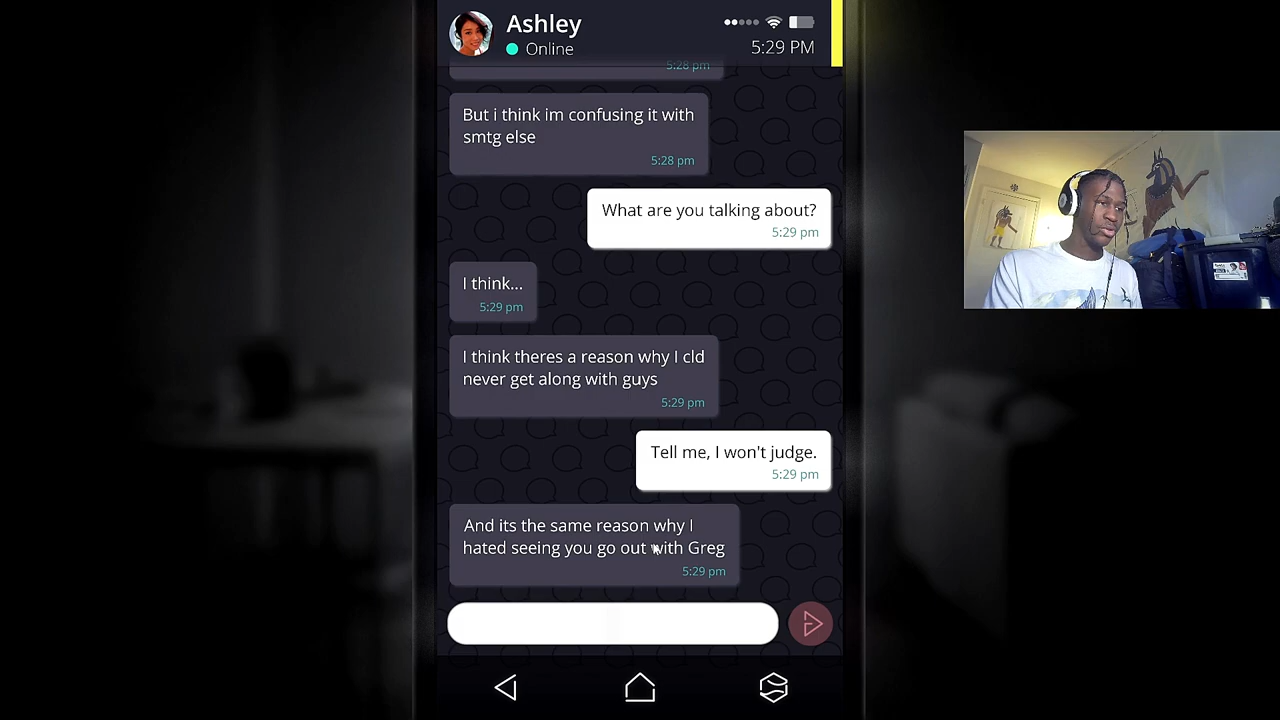 Ashley
Online
5:29 PM
5:28 pm
But i think im confusing it with
smtg else
5:28 pm
What are you talking about?
5:29 pm
I think...
5:29 pm
I think theres a reason why I cld
never get along with guys
5:29 pm
Tell me, I won't judge.
5:29 pm
And its the same reason why I
hated seeing you go out with Greg
5:29 pm